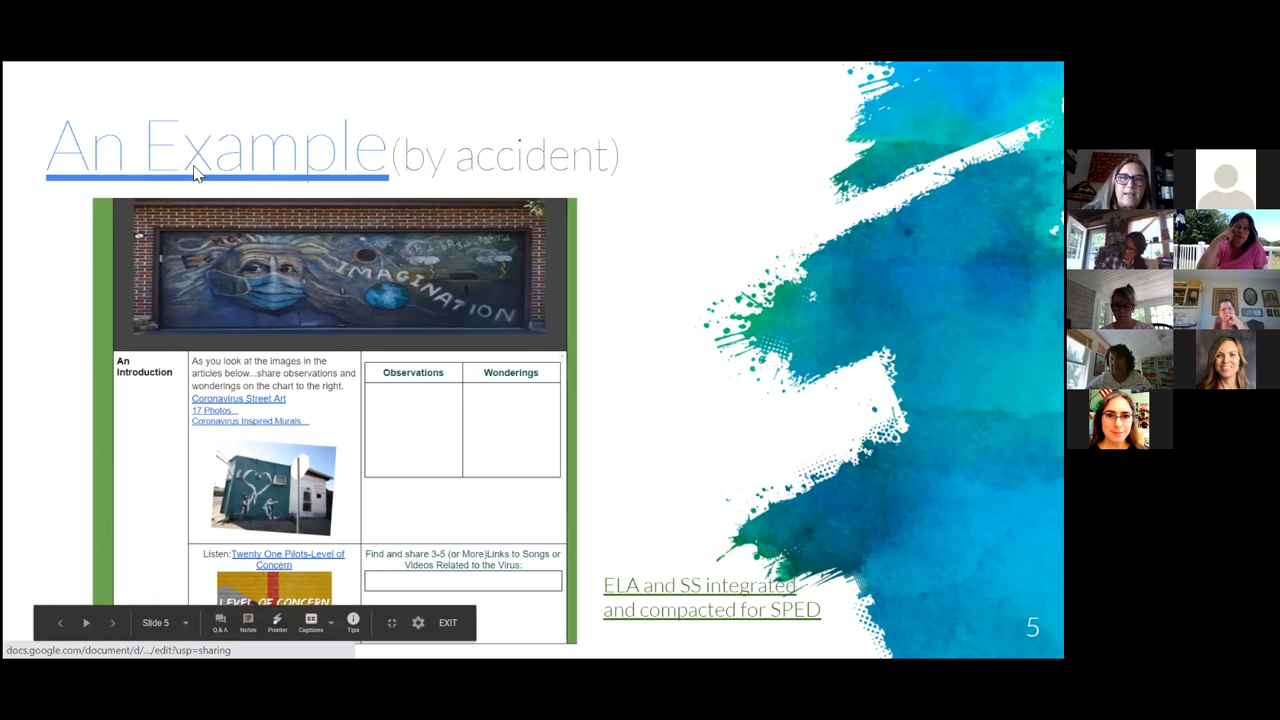 An Example(by accident)
IMAGINATION
An
Introduction
As you look at the images in the
articles below...share observations and
wonderings on the chart to the right.
Coronavirus Street Art
17 Photos...
Coronavirus Inspired Murals...
Observations
Wonderings
Listen:Twenty One Pilots-Level of
Concern
LEVEL OF CONCERN
Find and share 3-5 (or More)Links to Songs or
Videos Related to the Virus:
ELA and SS integrated
and compacted for SPED
5
Slide 5
Q & A
Notes
Pointer
Captions
Tips
EXIT
docs.google.com/document/d/.../edit?usp=sharing